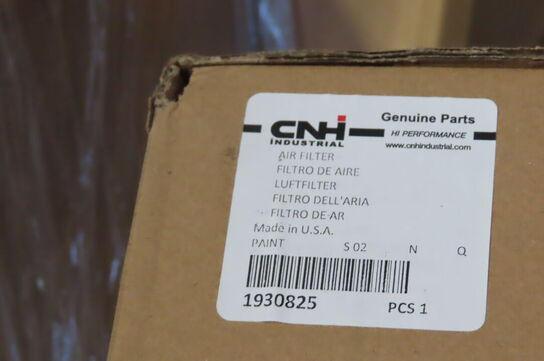 CNH
INDUSTRIAL
Genuine Parts
HI PERFORMANCE
www.cnhindustrial.com
AIR FILTER
FILTRO DE AIRE
LUFTFILTER
FILTRO DELL'ARIA
FILTRO DE AR
Made in U.S.A.
PAINT S 02 N Q
1930825 PCS 1